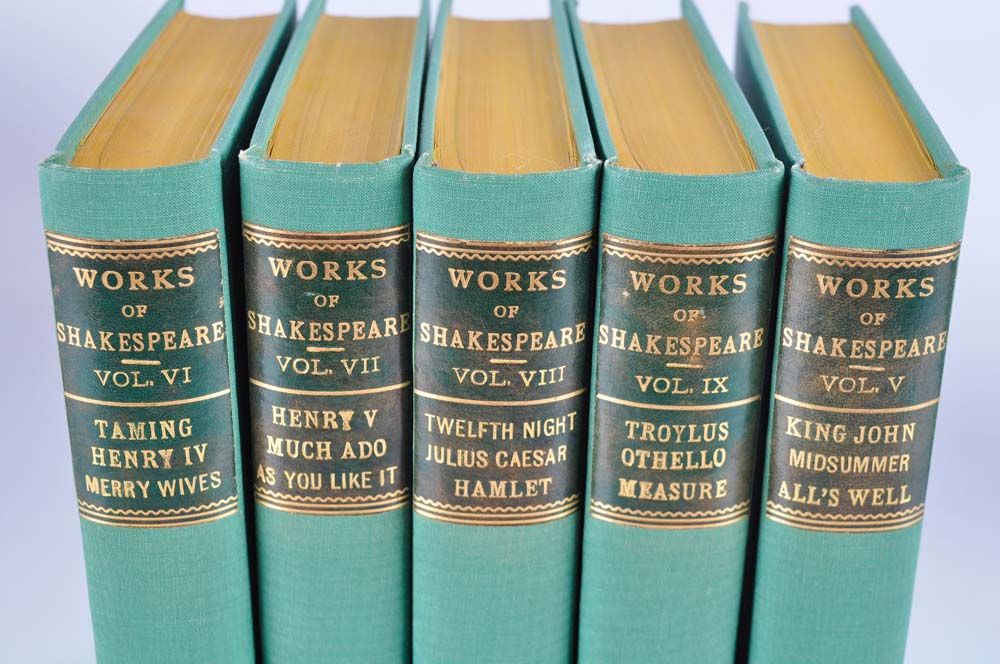 WORKS
OF
SHAKESPEARE
VOL. VI
TAMING
HENRY IV
MERRY WIVES
WORKS
OF
SHAKESPEARE
VOL. VII
HENRY V
MUCH ADO
AS YOU LIKE IT
WORKS
OF
SHAKESPEARE
VOL. VIII
TWELFTH NIGHT
JULIUS CAESAR
HAMLET
WORKS
OF
SHAKESPEARE
VOL. IX
TROYLUS
OTHELLO
MEASURE
WORKS
OF
SHAKESPEARE
VOL. V
KING JOHN
MIDSUMMER
ALL'S WELL